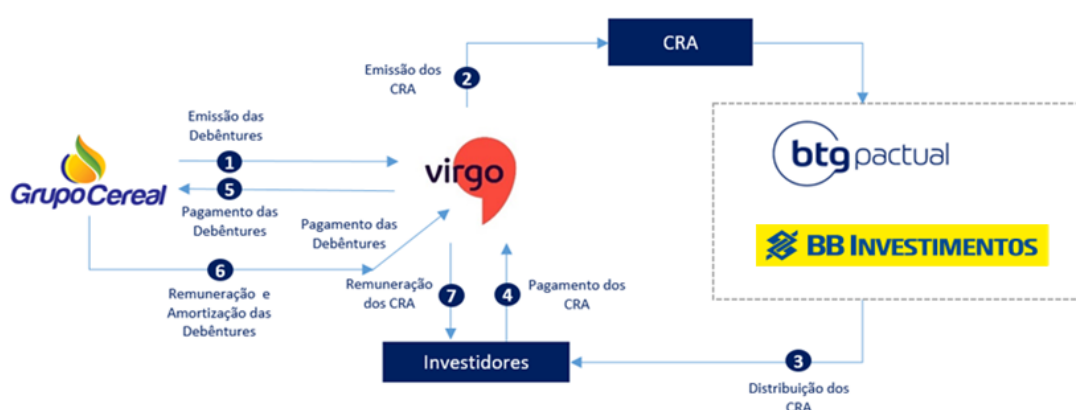 CRA
Emissão dos
CRA
2
Emissão das
Debêntures
1
btgpactual
virgo
GrupoCereal
5
Pagamento das
Debêntures
Pagamento das
Debêntures
BB INVESTIMENTOS
6
Remuneração e
Amortização das
Debêntures
Remuneração
dos CRA
7
4
Pagamento dos
CRA
Investidores
3
Distribuição dos
CRA